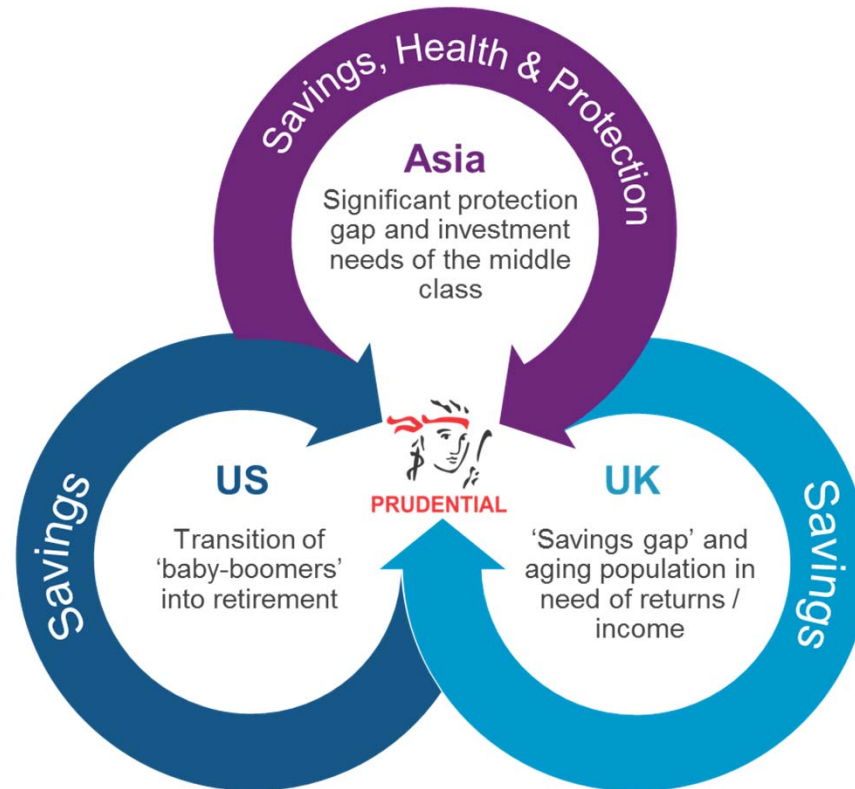 Savings, Health & Protection
Asia
Significant protection
gap and investment
needs of the middle
class
PRUDENTIAL
Savings
US
Transition of
‘baby-boomers’
into retirement
UK
‘Savings gap’ and
aging population in
need of returns /
income
Savings